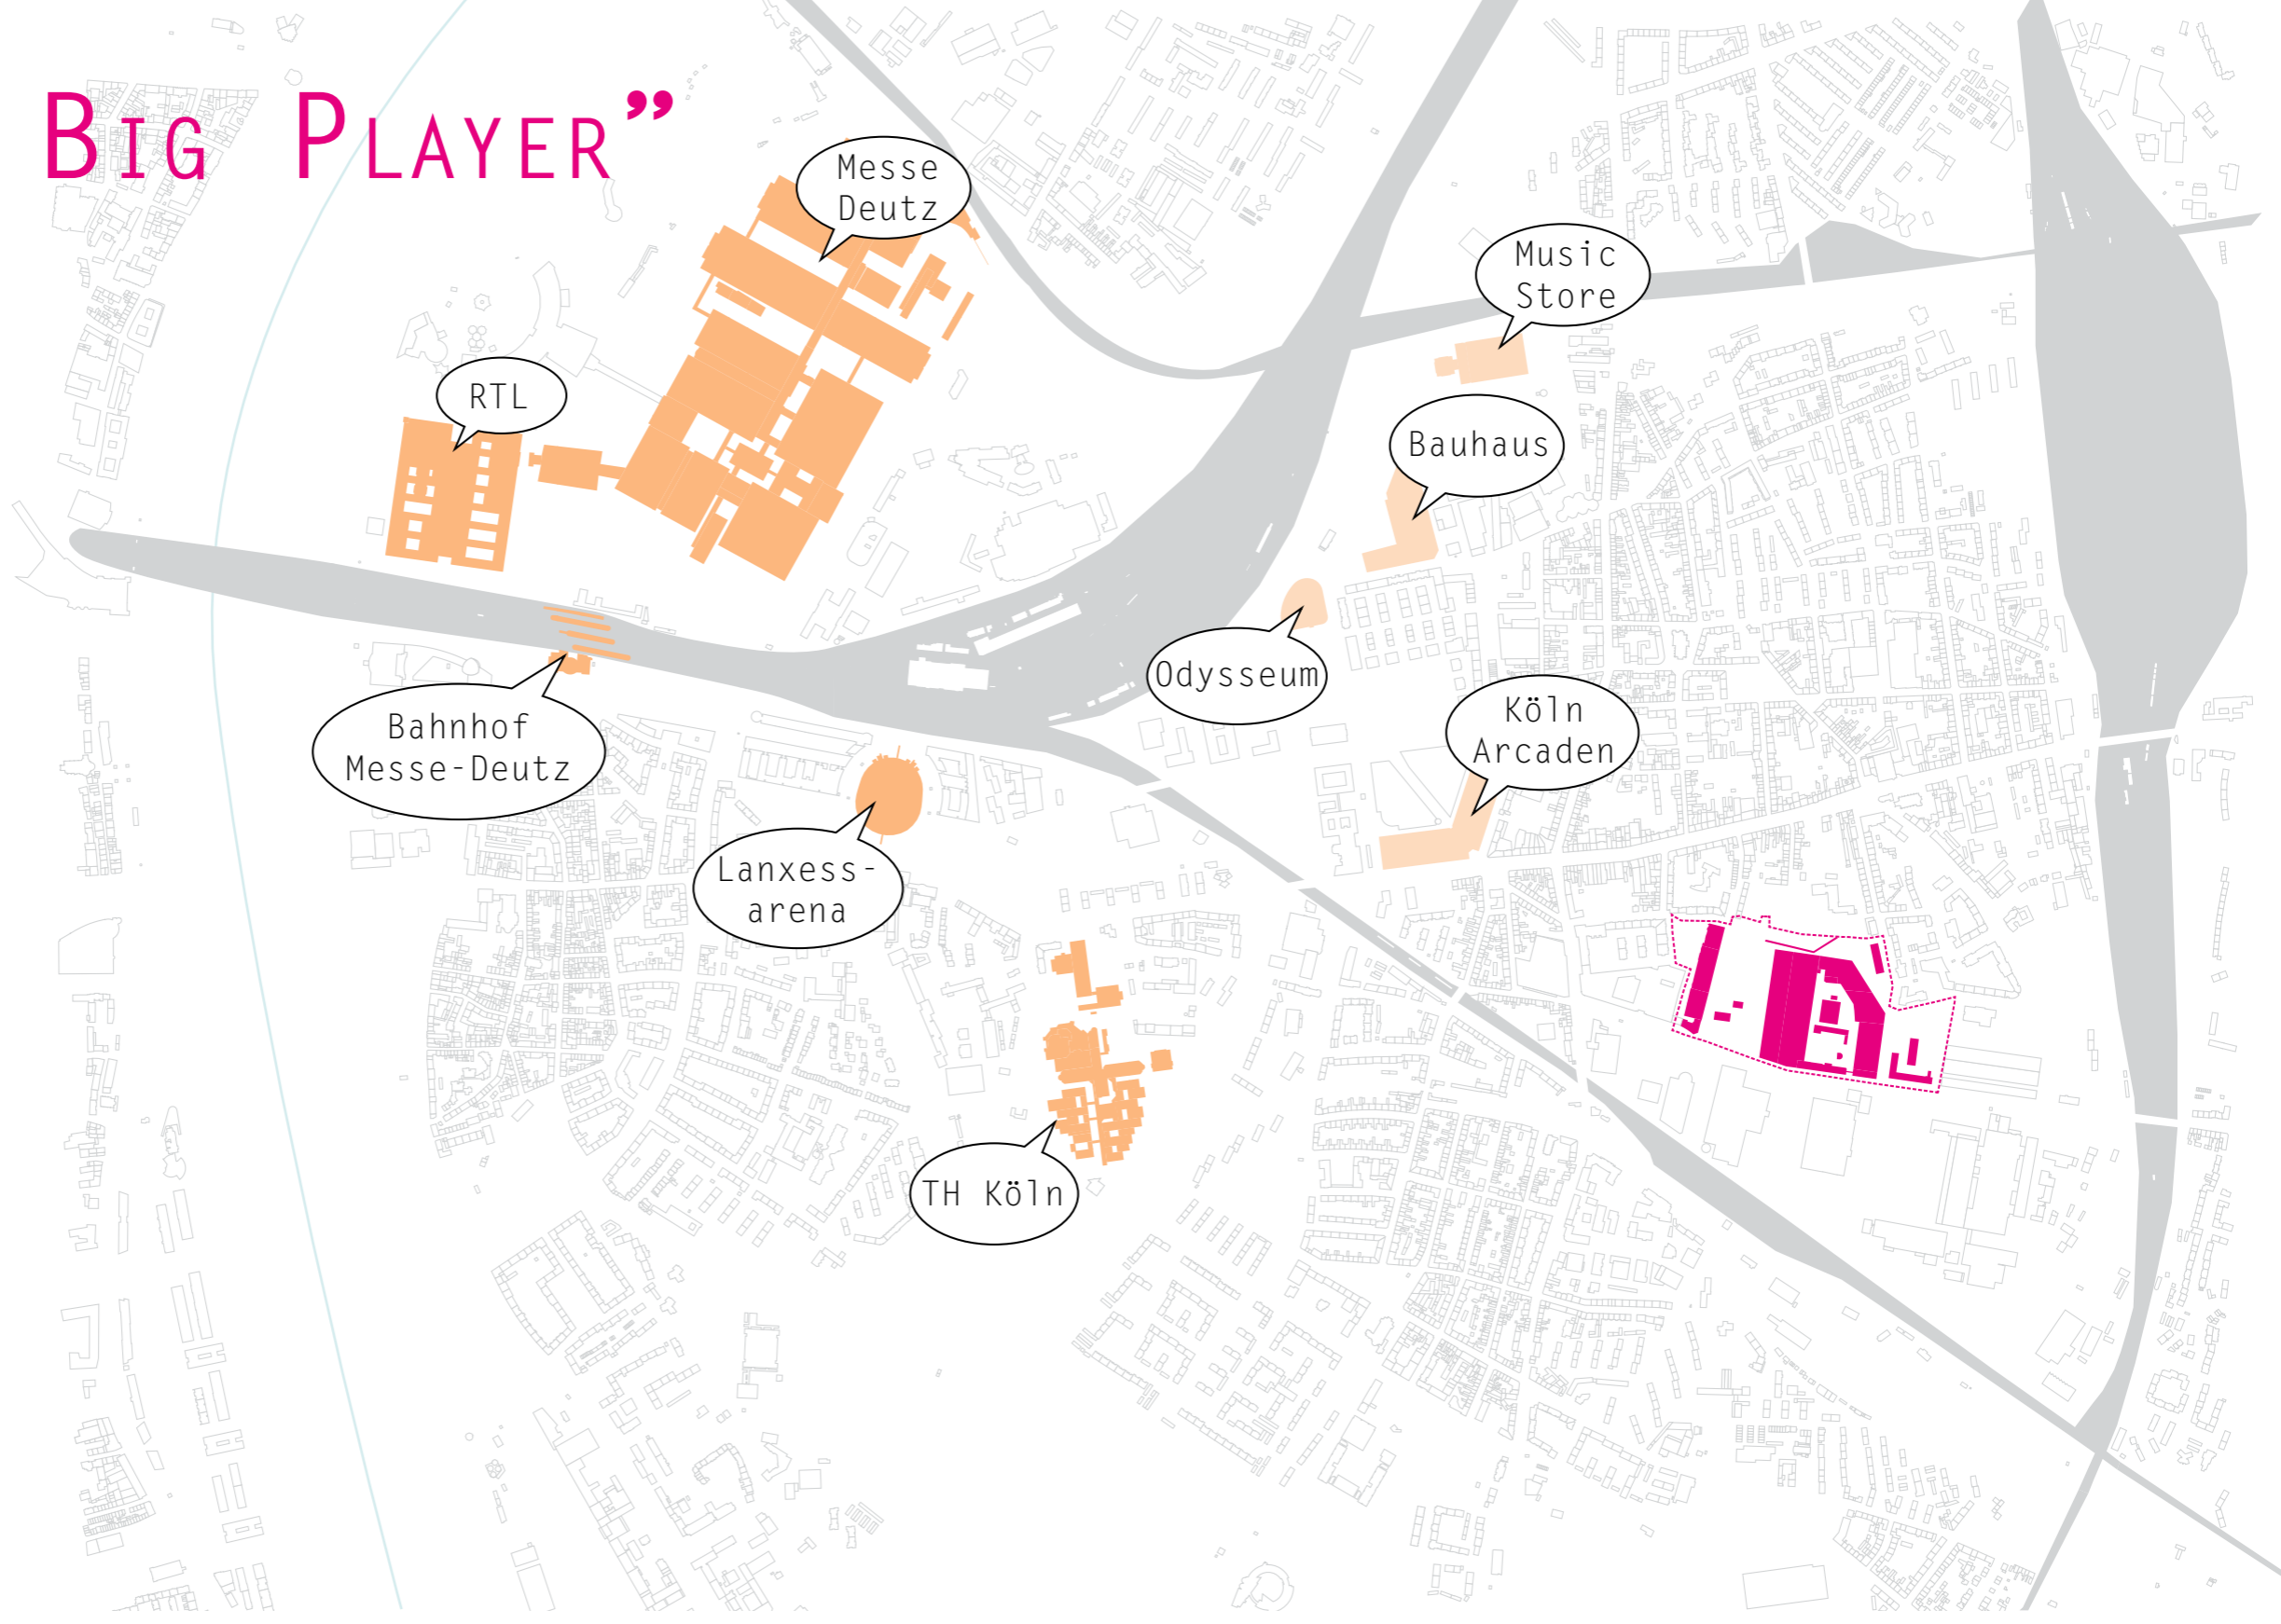 Big Player”
Messe
Deutz
Music
Store
RTL
Bauhaus
Odysseum
Bahnhof
Messe-Deutz
Köln
Arcaden
Lanxess-
arena
TH Köln